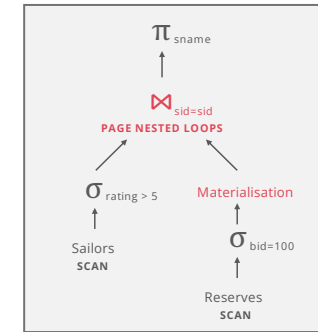 π sname
⋈ sid=sid
PAGE NESTED LOOPS
σ rating > 5
Materialisation
Sailors
SCAN
σ bid=100
Reserves
SCAN